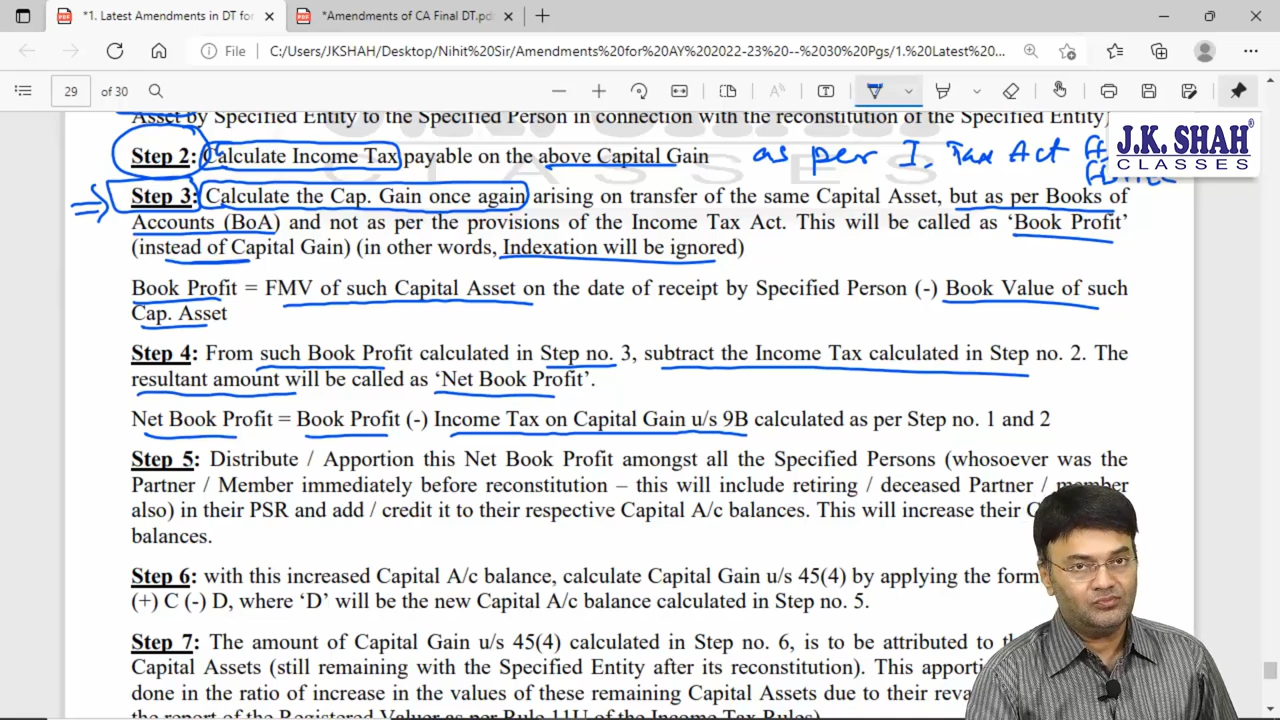 *1. Latest Amendments in DT for
*Amendments of CA Final DT.pd
File
C:/Users/JKSHAH/Desktop/Nihit%20Sir/Amendments%20for%20AY%202022-23%20--%2030%20Pgs/1.%20Latest%20...
29 of 30
Asset by Specified Entity to the Specified Person in connection with the reconstitution of the Specified Entity)
Step 2: Calculate Income Tax payable on the above Capital Gain as per I. Tax Act
J.K. SHAH®
CLASSES
CLASSES
Step 3: Calculate the Cap. Gain once again arising on transfer of the same Capital Asset, but as per Books of
Accounts (BoA) and not as per the provisions of the Income Tax Act. This will be called as ‘Book Profit’
(instead of Capital Gain) (in other words, Indexation will be ignored)
Book Profit = FMV of such Capital Asset on the date of receipt by Specified Person (-) Book Value of such
Cap. Asset
Step 4: From such Book Profit calculated in Step no. 3, subtract the Income Tax calculated in Step no. 2. The
resultant amount will be called as ‘Net Book Profit’.
Net Book Profit = Book Profit (-) Income Tax on Capital Gain u/s 9B calculated as per Step no. 1 and 2
Step 5: Distribute / Apportion this Net Book Profit amongst all the Specified Persons (whosoever was the
Partner / Member immediately before reconstitution – this will include retiring / deceased Partner / member
also) in their PSR and add / credit it to their respective Capital A/c balances. This will increase their
balances.
Step 6: with this increased Capital A/c balance, calculate Capital Gain u/s 45(4) by applying the
(+) C (-) D, where ‘D’ will be the new Capital A/c balance calculated in Step no. 5.
Step 7: The amount of Capital Gain u/s 45(4) calculated in Step no. 6, is to be attributed to
Capital Assets (still remaining with the Specified Entity after its reconstitution). This
done in the ratio of increase in the values of these remaining Capital Assets due to their
the report of the Registered Valuer as per Rule 11U of the Income Tax Rules)